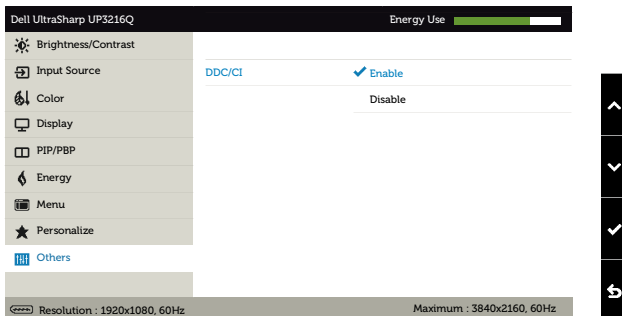 Dell UltraSharp UP3216Q Energy Use
Brightness/Contrast
Input Source DDC/CI Enable
Color Disable
Display
PIP/PBP
Energy
Menu
Personalize
Others
Resolution : 1920x1080, 60Hz Maximum : 3840x2160, 60Hz